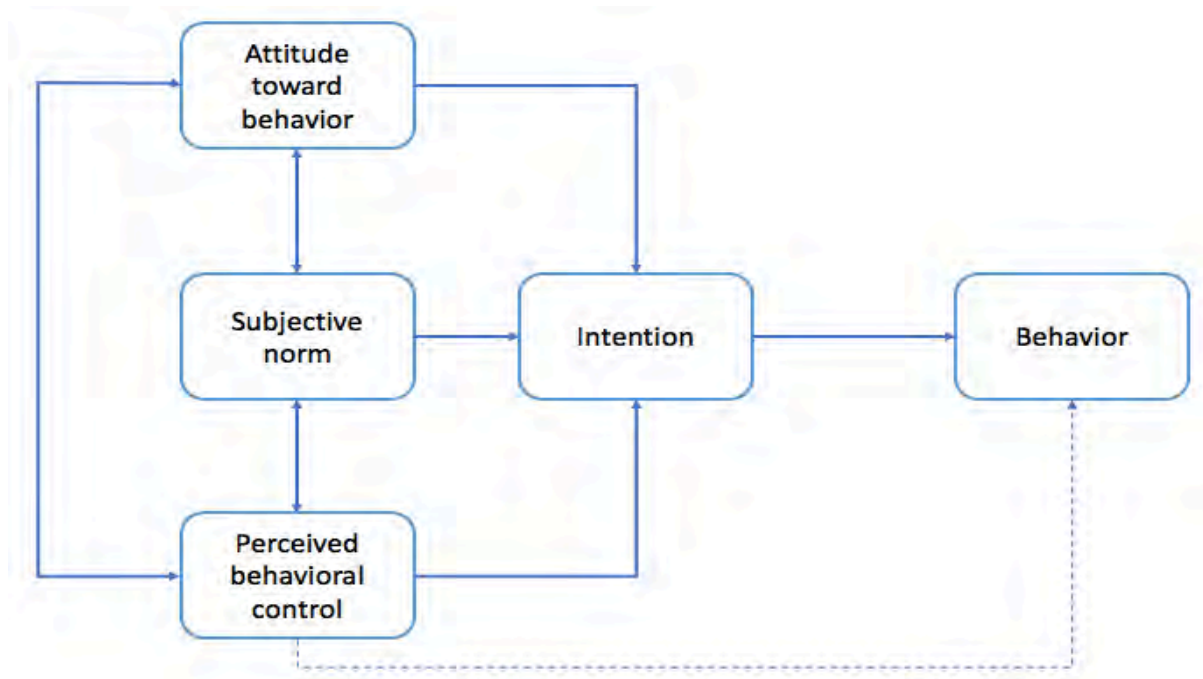 Attitude
toward
behavior
Subjective
norm
Intention
Behavior
Perceived
behavioral
control